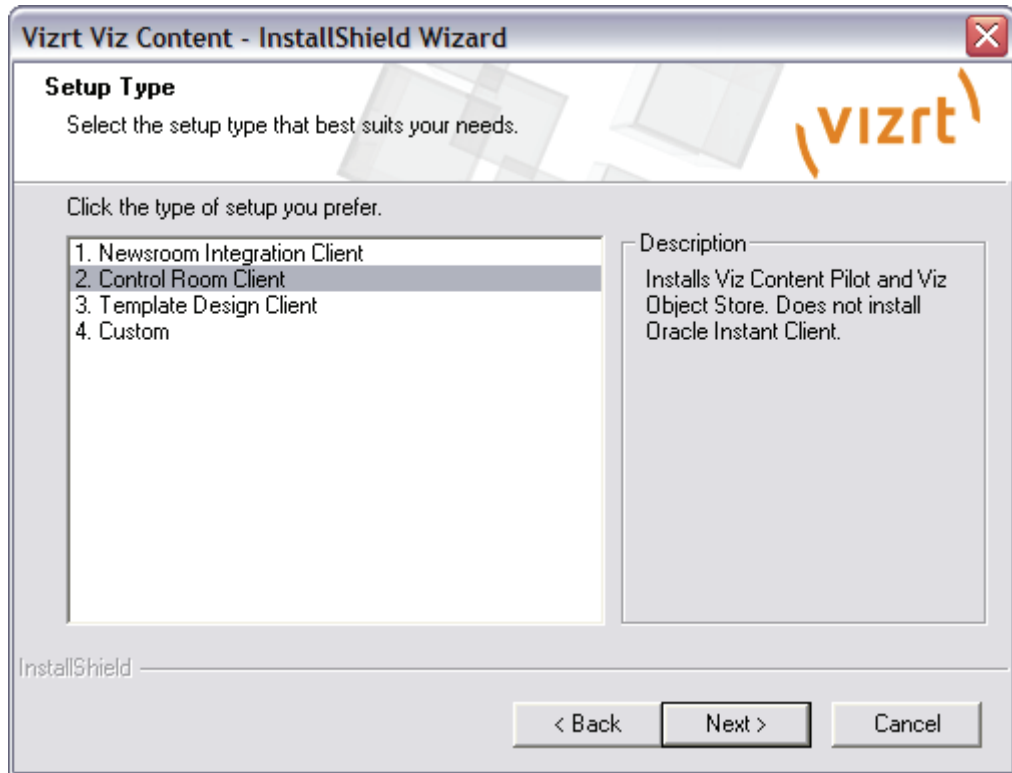 Vizrt Viz Content - InstallShield Wizard
Setup Type
Select the setup type that best suits your needs.
vizrt
Click the type of setup you prefer.
1. Newsroom Integration Client
2. Control Room Client
3. Template Design Client
4. Custom
Description
Installs Viz Content Pilot and Viz
Object Store. Does not install
Oracle Instant Client.
InstallShield
< Back
Next >
Cancel